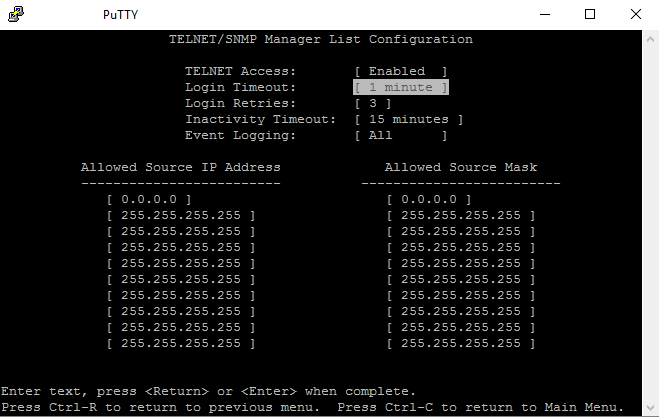 PuTTY
TELNET/SNMP Manager List Configuration
TELNET Access: [ Enabled ]
Login Timeout: [ 1 minute ]
Login Retries: [ 3 ]
Inactivity Timeout: [ 15 minutes ]
Event Logging: [ All ]
Allowed Source IP Address Allowed Source Mask
------------------------- -------------------------
[ 0.0.0.0 ] [ 0.0.0.0 ]
[ 255.255.255.255 ] [ 255.255.255.255 ]
[ 255.255.255.255 ] [ 255.255.255.255 ]
[ 255.255.255.255 ] [ 255.255.255.255 ]
[ 255.255.255.255 ] [ 255.255.255.255 ]
[ 255.255.255.255 ] [ 255.255.255.255 ]
[ 255.255.255.255 ] [ 255.255.255.255 ]
[ 255.255.255.255 ] [ 255.255.255.255 ]
[ 255.255.255.255 ] [ 255.255.255.255 ]
[ 255.255.255.255 ] [ 255.255.255.255 ]
Enter text, press <Return> or <Enter> when complete.
Press Ctrl-R to return to previous menu. Press Ctrl-C to return to Main Menu.